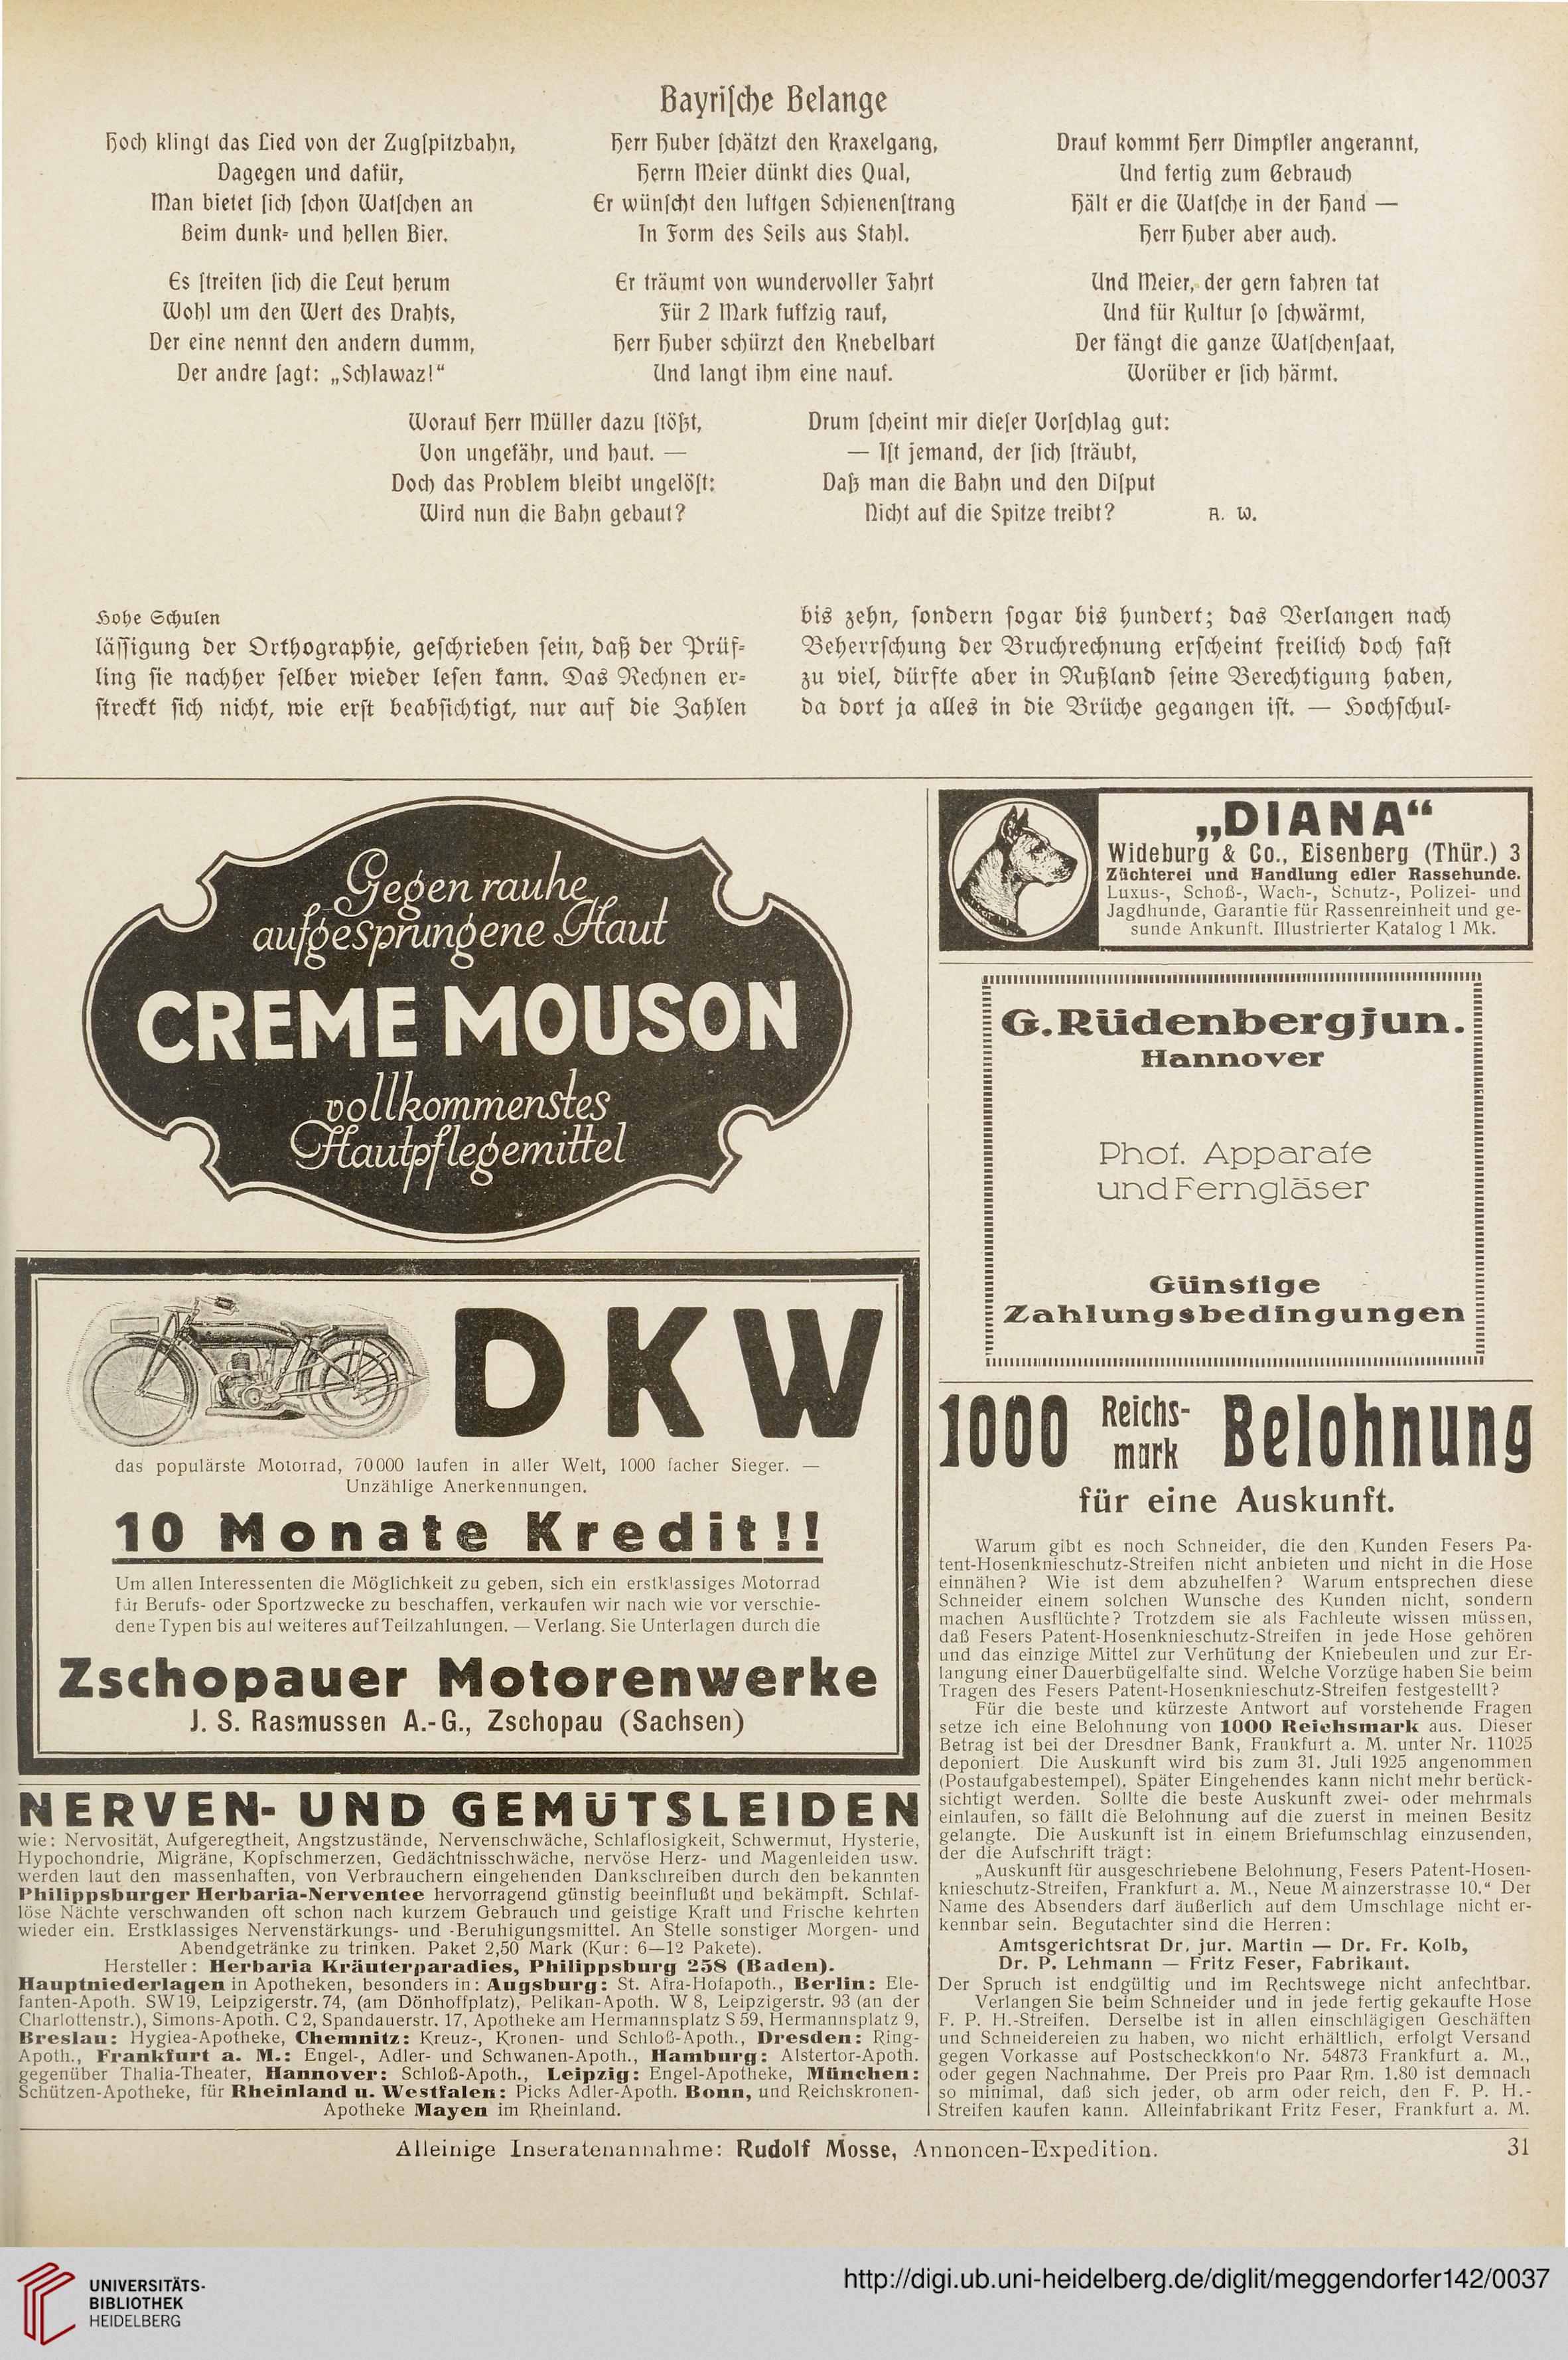 Bayrische Belange
Hoch klingt das Lied von der Zugspitzbahn,
Dagegen und dafür,
Man bietet sich schon Watschen an
Beim dunk- und hellen Bier.
Es streiten sich die Leut herum
Wohl um den Wert des Drahts,
Der eine nennt den andern dumm,
Der andre sagt: „Schlawaz!“
Herr Huber schätzt den Kraxelgang,
Herrn Meier dünkt dies Qual,
Er wünscht den luftgen Schienenstrang
In Form des Seils aus Stahl.
Er träumt von wundervoller Fahrt
Für 2 Mark fuffzig rauf,
Herr Huber schürzt den Knebelbart
Und langt ihm eine nauf.
Drauf kommt Herr Dimpfler angerannt,
Und fertig zum Gebrauch
Hält er die Watsche in der Hand —
Herr Huber aber auch.
Und Meier, der gern fahren tat
Und für Kultur so schwärmt,
Der fängt die ganze Watschensaat,
Worüber er sich härmt.
Worauf Herr Müller dazu stößt,
Von ungefähr, und haut. —
Doch das Problem bleibt ungelöst:
Wird nun die Bahn gebaut?
Drum scheint mir dieser Vorschlag gut:
— Ist jemand, der sich sträubt,
Daß man die Bahn und den Disput
Nicht auf die Spitze treibt?
A. W.
Hohe Schulen
lässigung der Orthographie, geschrieben sein, daß der Prüf-
ling sie nachher selber wieder lesen kann. Das Rechnen er-
streckt sich nicht, wie erst beabsichtigt, nur auf die Zahlen
bis zehn, sondern sogar bis hundert; das Verlangen nach
Beherrschung der Bruchrechnung erscheint freilich doch fast
zu viel, dürfte aber in Rußland seine Berechtigung haben,
da dort ja alles in die Brüche gegangen ist. — Hochschul-
Gegen rauhe
aufgesprungene Haut
CREME MOUSON
vollkommenstes
Hautpflegemittel
DKW
das populärste Motorrad, 70000 laufen in aller Welt, 1000 facher Sieger. —
Unzählige Anerkennungen.
10 Monate Kredit!!
Um allen Interessenten die Möglichkeit zu geben, sich ein erstklassiges Motorrad
für Berufs- oder Sportzwecke zu beschaffen, verkaufen wir nach wie vor verschie-
dene Typen bis auf weiteres auf Teilzahlungen. — Verlang. Sie Unterlagen durch die
Zschopauer Motorenwerke
J. S. Rasmussen A.-G., Zschopau (Sachsen)
NERVEN- UND GEMÜTSLEIDEN
wie: Nervosität, Aufgeregtheit, Angstzustände, Nervenschwäche, Schlaflosigkeit, Schwermut, Hysterie,
Hypochondrie, Migräne, Kopfschmerzen, Gedächtnisschwäche, nervöse Herz- und Magenleiden usw.
werden laut den massenhaften, von Verbrauchern eingehenden Dankschreiben durch den bekannten
Philippsburger Herbaria-Nerventee hervorragend günstig beeinflußt und bekämpft. Schlaf-
löse Nächte verschwanden oft schon nach kurzem Gebrauch und geistige Kraft und Frische kehrten
wieder ein. Erstklassiges Nervenstärkungs- und -Beruhigungsmittel. An Stelle sonstiger Morgen- und
Abendgetränke zu trinken. Paket 2,50 Mark (Kur: 6—12 Pakete).
Hersteller: Herbaria Kräuterparadies, Philippsburg 258 (Baden).
Hauptniederlagen in Apotheken, besonders in: Augsburg: St. Afra-Hofapoth., Berlin: Ele-
fanten-Apoth. SW19, Leipzigerstr. 74, (am Dönhoffplatz), Pelikan-Apoth. W 8, Leipzigerstr. 93 (an der
Charlottenstr.), Simons-Apoth. C 2, Spandauerstr. 17, Apotheke am Hermannsplatz S 59, Hermannsplatz 9,
Breslau: Hygiea-Apotheke, Chemnitz: Kreuz-, Kronen- und Schloß-Apoth., Dresden: Ring-
Apoth., Frankfurt a. M.: Engel-, Adler- und Schwanen-Apoth., Hamburg: Alstertor-Apoth.
gegenüber Thalia-Theater, Hannover: Schloß-Apoth., Leipzig: Engel-Apotheke, München:
Schützen-Apotheke, für Rheinland u. Westfalen: Picks Adler-Apoth. Bonn, und Reichskronen-
Apotheke Mayen im Rheinland.
„DIANA“
Wideburg & Co., Eisenberg (Thür.) 3
Züchterei und Handlung edler Rassehunde.
Luxus-, Schoß-, Wach-, Schutz-, Polizei- und
Jagdhunde, Garantie für Rassenreinheit und ge-
sunde Ankunft. Illustrierter Katalog 1 Mk.
G. Rüdenberg jun.
Hannover
Phot. Apparate
und Ferngläser
Günstige
Zahlungsbedingungen
1000 Reichs-
mark Belohnung
für eine Auskunft.
Warum gibt es noch Schneider, die den Kunden Fesers Pa-
tent-Hosenknieschutz-Streifen nicht anbieten und nicht in die Hose
einnähen? Wie ist dem abzuhelfen? Warum entsprechen diese
Schneider einem solchen Wunsche des Kunden nicht, sondern
machen Ausflüchte? Trotzdem sie als Fachleute wissen müssen,
daß Fesers Patent-Hosenknieschutz-Streifen in jede Hose gehören
und das einzige Mittel zur Verhütung der Kniebeulen und zur Er-
langung einer Dauerbügelfalte sind. Welche Vorzüge haben Sie beim
Tragen des Fesers Patent-Hosenknieschutz-Streifen festgestellt?
Für die beste und kürzeste Antwort auf vorstehende Fragen
setze ich eine Belohnung von 1000 Reichsmark aus. Dieser
Betrag ist bei der Dresdner Bank, Frankfurt a. M. unter Nr. 11025
deponiert. Die Auskunft wird bis zum 31. Juli 1925 angenommen
(Postaufgabestempel). Später Eingehendes kann nicht mehr berück-
sichtigt werden. Sollte die beste Auskunft zwei- oder mehrmals
einlaufen, so fällt die Belohnung auf die zuerst in meinen Besitz
gelangte. Die Auskunft ist in einem Briefumschlag einzusenden,
der die Aufschrift trägt:
„Auskunft für ausgeschriebene Belohnung, Fesers Patent-Hosen-
knieschutz-Streifen, Frankfurt a. M., Neue Mainzerstrasse 10.“ Der
Name des Absenders darf äußerlich auf dem Umschlage nicht er-
kennbar sein. Begutachter sind die Herren:
Amtsgerichtsrat Dr. jur. Martin — Dr. Fr. Kolb,
Dr. P. Lehmann — Fritz Feser, Fabrikant.
Der Spruch ist endgültig und im Rechtswege nicht anfechtbar.
Verlangen Sie beim Schneider und in jede fertig gekaufte Hose
F. P. H.-Streifen. Derselbe ist in allen einschlägigen Geschäften
und Schneidereien zu haben, wo nicht erhältlich, erfolgt Versand
gegen Vorkasse auf Postscheckkonto Nr. 54873 Frankfurt a. M.,
oder gegen Nachnahme. Der Preis pro Paar Rm. 1.80 ist demnach
so minimal, daß sich jeder, ob arm oder reich, den F. P. H.-
Streifen kaufen kann. Alleinfabrikant Fritz Feser, Frankfurt a. M.
Alleinige Inseratenannahme: Rudolf Mosse, Annoncen-Expedition.
31
UNIVERSITÄTS-
BIBLIOTHEK
HEIDELBERG
http://digi.ub.uni-heidelberg.de/diglit/meggendorfer142/0037